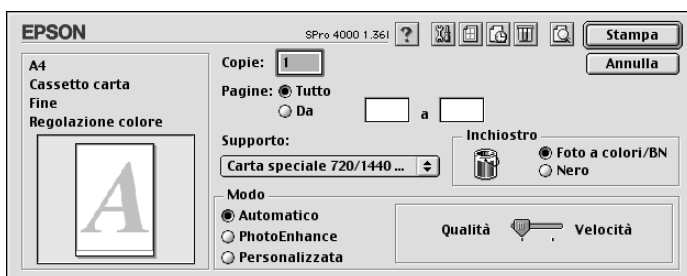 EPSON
SPro 4000 1.36I
?
Stampa
Annulla
A4
Cassetto carta
Fine
Regolazione colore
A
Copie: 1
Pagine: Tutto
Da a
Supporto:
Carta speciale 720/1440 ...
Inchiostro
Foto a colori/BN
Nero
Modo
Automatico
PhotoEnhance
Personalizzata
Qualità Velocità